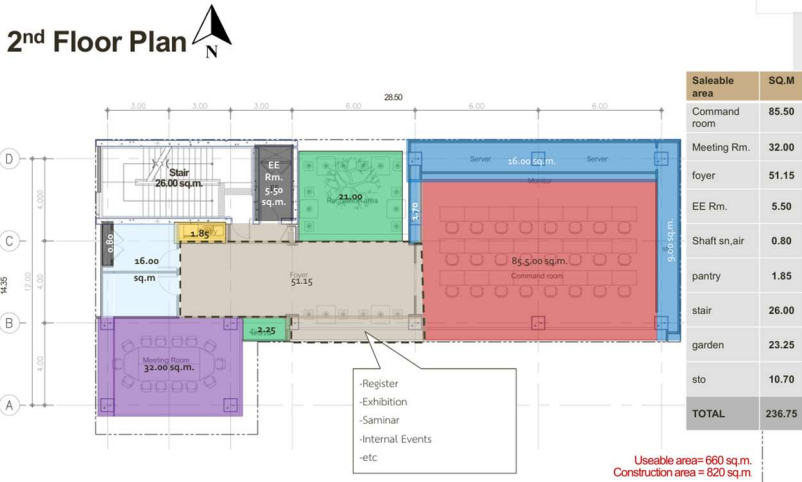 2nd Floor Plan
N
28.50
3.00 3.00 3.00 6.00 6.00 6.00
D
C
B
A
4.000
4.00
4.00
12.00
14.35
Stair
26.00 sq.m.
EE
Rm.
5.50
sq.m.
21.00
16.00 sq.m.
Server
Server
Monitor
1.70
9.00 sq.m.
0.80
1.85
16.00
sq.m
Foyer
51.15
85.5.00 sq.m.
Command room
2.25
Meeting Room
32.00 sq.m.
-Register
-Exhibition
-Saminar
-Internal Events
-etc
Saleable area SQ.M
Command room 85.50
Meeting Rm. 32.00
foyer 51.15
EE Rm. 5.50
Shaft sn,air 0.80
pantry 1.85
stair 26.00
garden 23.25
sto 10.70
TOTAL 236.75
Useable area= 660 sq.m.
Construction area = 820 sq.m.